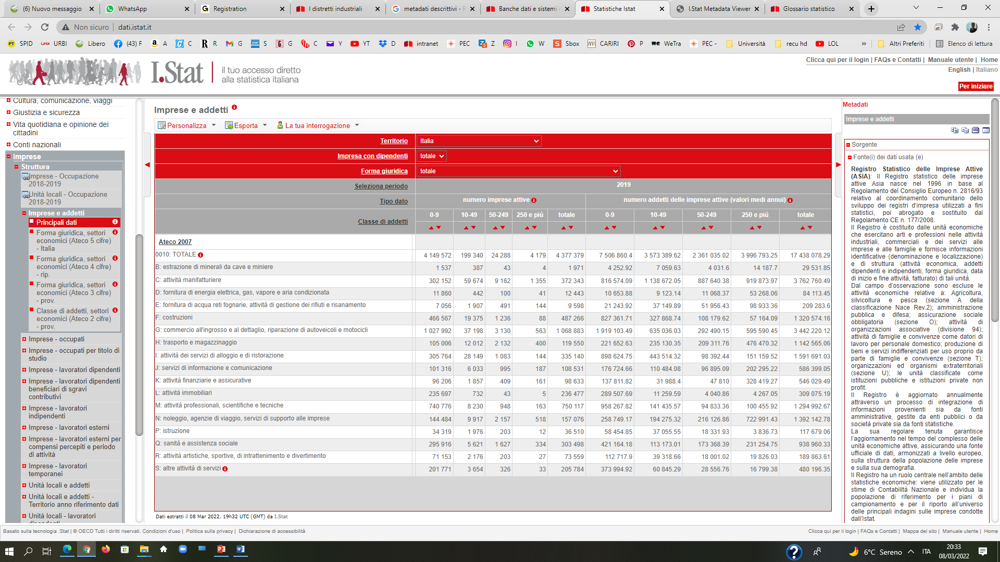 (6) Nuovo messaggio
WhatsApp
Registration
I distretti industriali
metadati descrittivi - F
Banche dati e sistemi i
Statistiche Istat
I.Stat Metadata Viewer
Glossario statistico
Non sicuro | dati.istat.it
SPID URBI Libero (43) F A C R G S G C Y YT D intranet PEC Z I W Sbox CARIRI P WeTra PEC - Università recu hd LOL » Altri Preferiti Elenco di lettura
I.Stat
il tuo accesso diretto
alla statistica italiana
Clicca qui per il login | FAQs e Contatti | Manuale utente | Home
English | Italiano
Per iniziare
Cultura, comunicazione, viaggi
Giustizia e sicurezza
Vita quotidiana e opinione dei
cittadini
Conti nazionali
Imprese
Struttura
Imprese - Occupazione
2018-2019
Unità locali - Occupazione
2018-2019
Imprese e addetti
Principali dati
Forma giuridica, settori
economici (Ateco 5 cifre)
- Italia
Forma giuridica, settori
economici (Ateco 4 cifre)
- rip.
Forma giuridica, settori
economici (Ateco 3 cifre)
- prov.
Classe di addetti, settori
economici (Ateco 2 cifre)
- prov.
Imprese - occupati
Imprese - occupati per titolo di
studio
Imprese - lavoratori dipendenti
Imprese - lavoratori dipendenti
beneficiari di sgravi
contributivi
Imprese - lavoratori
indipendenti
Imprese - lavoratori esterni
Imprese - lavoratori esterni per
compensi percepiti e periodo
di attività
Imprese - lavoratori
temporanei
Unità locali e addetti
Unità locali e addetti -
Territorio anno riferimento dati
Unità locali - lavoratori
dipendenti
Imprese e addetti
Personalizza Esporta La tua interrogazione
Territorio Italia
Impresa con dipendenti totale
Forma giuridica totale
Seleziona periodo 2019
Tipo dato numero imprese attive numero addetti delle imprese attive (valori medi annui)
Classe di addetti 0-9 10-49 50-249 250 e più totale 0-9 10-49 50-249 250 e più totale
Ateco 2007
0010: TOTALE 4 149 572 199 340 24 288 4 179 4 377 379 7 506 860.4 3 573 389.62 2 361 035.02 3 996 793.25 17 438 078.29
B: estrazione di minerali da cave e miniere 1 537 387 43 4 1 971 4 252.92 7 059.63 4 031.6 14 187.7 29 531.85
C: attività manifatturiere 302 152 59 674 9 162 1 355 372 343 816 574.09 1 138 672.05 887 640.38 919 873.97 3 762 760.49
D: fornitura di energia elettrica, gas, vapore e aria condizionata 11 860 442 100 41 12 443 10 653.88 9 123.14 11 068.37 53 268.06 84 113.45
E: fornitura di acqua reti fognarie, attività di gestione dei rifiuti e risanamento 7 056 1 907 491 144 9 598 21 243.92 37 149.89 51 956.43 98 933.36 209 283.6
F: costruzioni 466 567 19 375 1 236 88 487 266 827 361.71 327 868.74 108 179.62 57 164.09 1 320 574.16
G: commercio all'ingrosso e al dettaglio, riparazione di autoveicoli e motocicli 1 027 992 37 198 3 130 563 1 068 883 1 919 103.49 635 036.03 292 490.15 595 590.45 3 442 220.12
H: trasporto e magazzinaggio 105 006 12 012 2 132 400 119 550 221 652.63 235 130.35 209 311.76 476 470.32 1 142 565.06
I: attività dei servizi di alloggio e di ristorazione 305 764 28 149 1 083 144 335 140 898 624.75 443 514.32 98 392.44 151 159.52 1 591 691.03
J: servizi di informazione e comunicazione 101 316 6 033 995 187 108 531 176 724.66 110 484.08 96 895.09 202 295.22 586 399.05
K: attività finanziarie e assicurative 96 206 1 857 409 161 98 633 137 811.82 31 988.4 47 810 328 419.27 546 029.49
L: attività immobiliari 235 697 732 43 5 236 477 289 507.69 11 259.59 4 040.86 4 267.05 309 075.19
M: attività professionali, scientifiche e tecniche 740 776 8 230 948 163 750 117 958 267.82 141 435.57 94 833.36 100 455.92 1 294 992.67
N: noleggio, agenzie di viaggio, servizi di supporto alle imprese 144 484 9 917 2 157 518 157 076 258 749.17 194 275.32 216 126.86 722 991.43 1 392 142.78
P: istruzione 34 319 1 976 203 12 36 510 58 454.85 37 055.55 18 331.93 3 836.73 117 679.06
Q: sanità e assistenza sociale 295 916 5 621 1 627 334 303 498 421 164.18 113 173.01 173 368.39 231 254.75 938 960.33
R: attività artistiche, sportive, di intrattenimento e divertimento 71 153 2 176 203 27 73 559 112 717.9 39 318.66 18 001.02 19 826.03 189 863.61
S: altre attività di servizi 201 771 3 654 326 33 205 784 373 994.92 60 845.29 28 556.76 16 799.38 480 196.35
Dati estratti il 08 Mar 2022, 19h32 UTC (GMT) da I.Stat
Metadati
Imprese e addetti
Sorgente
Fonte(i) dei dati usata (e)
Registro Statistico delle Imprese Attive
(ASIA): Il Registro statistico delle imprese
attive Asia nasce nel 1996 in base al
Regolamento del Consiglio Europeo n. 2816/93
relativo al coordinamento comunitario dello
sviluppo dei registri d'impresa utilizzati a fini
statistici, poi abrogato e sostituito dal
Regolamento CE n. 177/2008.
Il Registro è costituito dalle unità economiche
che esercitano arti e professioni nelle attività
industriali, commerciali e dei servizi alle
imprese e alle famiglie e fornisce informazioni
identificative (denominazione e localizzazione)
e di struttura (attività economica, addetti
dipendenti e indipendenti, forma giuridica, data
di inizio e fine attività, fatturato) di tali unità.
Dal campo d'osservazione sono escluse le
attività economiche relative a: Agricoltura,
silvicoltura e pesca (sezione A della
classificazione Nace Rev.2); amministrazione
pubblica e difesa; assicurazione sociale
obbligatoria (sezione O); attività di
organizzazioni associative (divisione 94);
attività di famiglie e convivenze come datori di
lavoro per personale domestico; produzione di
beni e servizi indifferenziati per uso proprio da
parte di famiglie e convivenze (sezione T);
organizzazioni ed organismi extraterritoriali
(sezione U); le unità classificate come
istituzioni pubbliche e istituzioni private non
profit.
Il Registro è aggiornato annualmente
attraverso un processo di integrazione di
informazioni provenienti sia da fonti
amministrative, gestite da enti pubblici o da
società private sia da fonti statistiche.
La sua regolare tenuta garantisce
l'aggiornamento nel tempo del complesso delle
unità economiche attive, assicurando una fonte
ufficiale di dati, armonizzati a livello europeo,
sulla struttura della popolazione delle imprese
e sulla sua demografia.
Il Registro ha un ruolo centrale nell'ambito delle
statistiche economiche: viene utilizzato per le
stime di Contabilità Nazionale e individua la
popolazione di riferimento per i piani di
campionamento e per il riporto all'universo
delle principali indagini sulle imprese condotte
dall'Istat.
Basato sulla tecnologia .Stat | © OECD Tutti i diritti riservati. Condizioni d'uso | Politica sulla privacy | Dichiarazione di accessibilità
Clicca qui per il login | FAQs e Contatti | Mappa del sito | Manuale utente | Home
6°C Sereno
ITA
20:33
08/03/2022